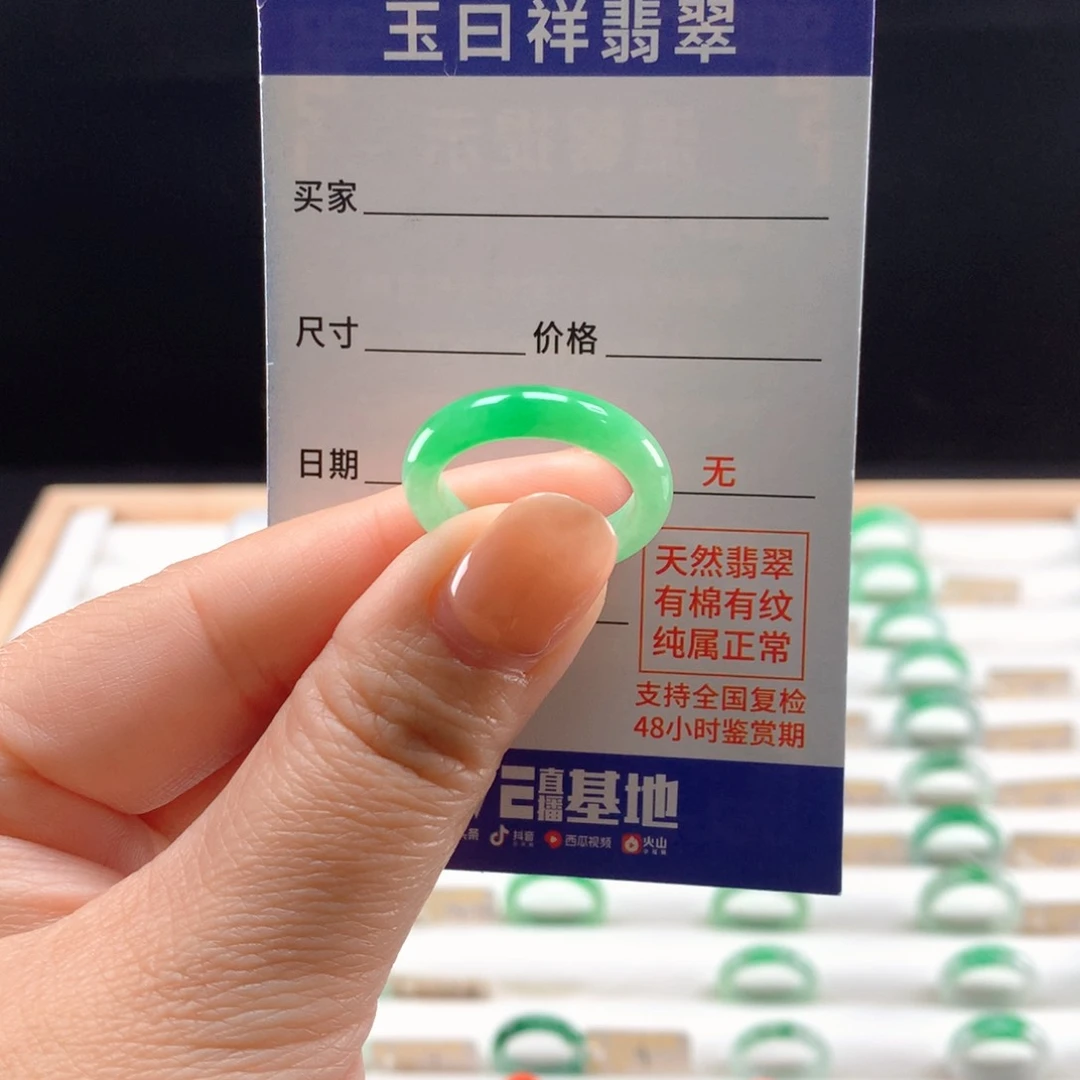 玉日祥翡翠
买家
尺寸 价格
日期 无
天然翡翠
有棉有纹
纯属正常
支持全国复检
48小时鉴赏期
直播基地
抖音 西瓜视频 火山